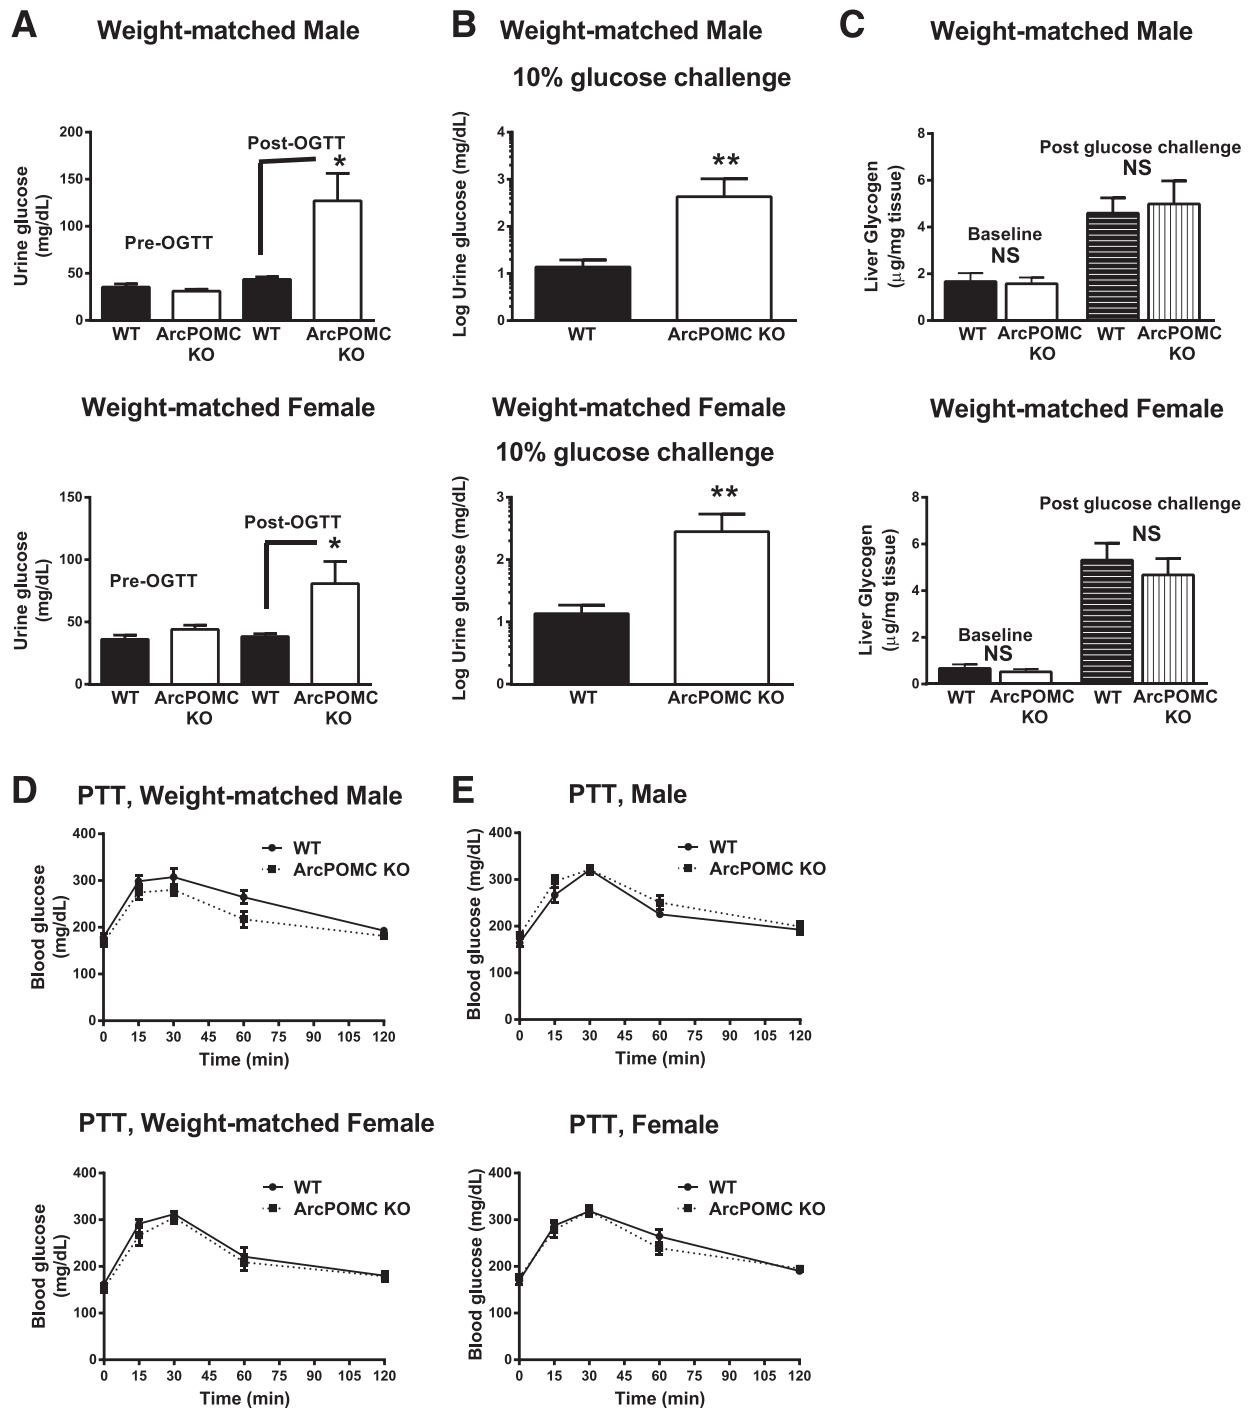 A
Weight-matched Male
Urine glucose
(mg/dL)
200
150
100
50
0
Pre-OGTT
Post-OGTT
*
WT
ArcPOMC
KO
WT
ArcPOMC
KO
Weight-matched Female
Urine glucose
(mg/dL)
150
100
50
0
Pre-OGTT
Post-OGTT
*
WT
ArcPOMC
KO
WT
ArcPOMC
KO
B
Weight-matched Male
10% glucose challenge
Log Urine glucose (mg/dL)
4
3
2
1
0
**
WT
ArcPOMC KO
Weight-matched Female
10% glucose challenge
Log Urine glucose (mg/dL)
3
2
1
0
**
WT
ArcPOMC KO
C
Weight-matched Male
Liver Glycogen
(μg/mg tissue)
8
6
4
2
0
Baseline
NS
Post glucose challenge
NS
WT
ArcPOMC
KO
WT
ArcPOMC
KO
Weight-matched Female
Liver Glycogen
(μg/mg tissue)
8
6
4
2
0
Baseline
NS
Post glucose challenge
NS
WT
ArcPOMC
KO
WT
ArcPOMC
KO
D
PTT, Weight-matched Male
Blood glucose
(mg/dL)
400
300
200
100
0
WT
ArcPOMC KO
0 15 30 45 60 75 90 105 120
Time (min)
PTT, Weight-matched Female
Blood glucose
(mg/dL)
400
300
200
100
0
WT
ArcPOMC KO
0 15 30 45 60 75 90 105 120
Time (min)
E
PTT, Male
Blood glucose (mg/dL)
400
300
200
100
0
WT
ArcPOMC KO
0 15 30 45 60 75 90 105 120
Time (min)
PTT, Female
Blood glucose (mg/dL)
400
300
200
100
0
WT
ArcPOMC KO
0 15 30 45 60 75 90 105 120
Time (min)